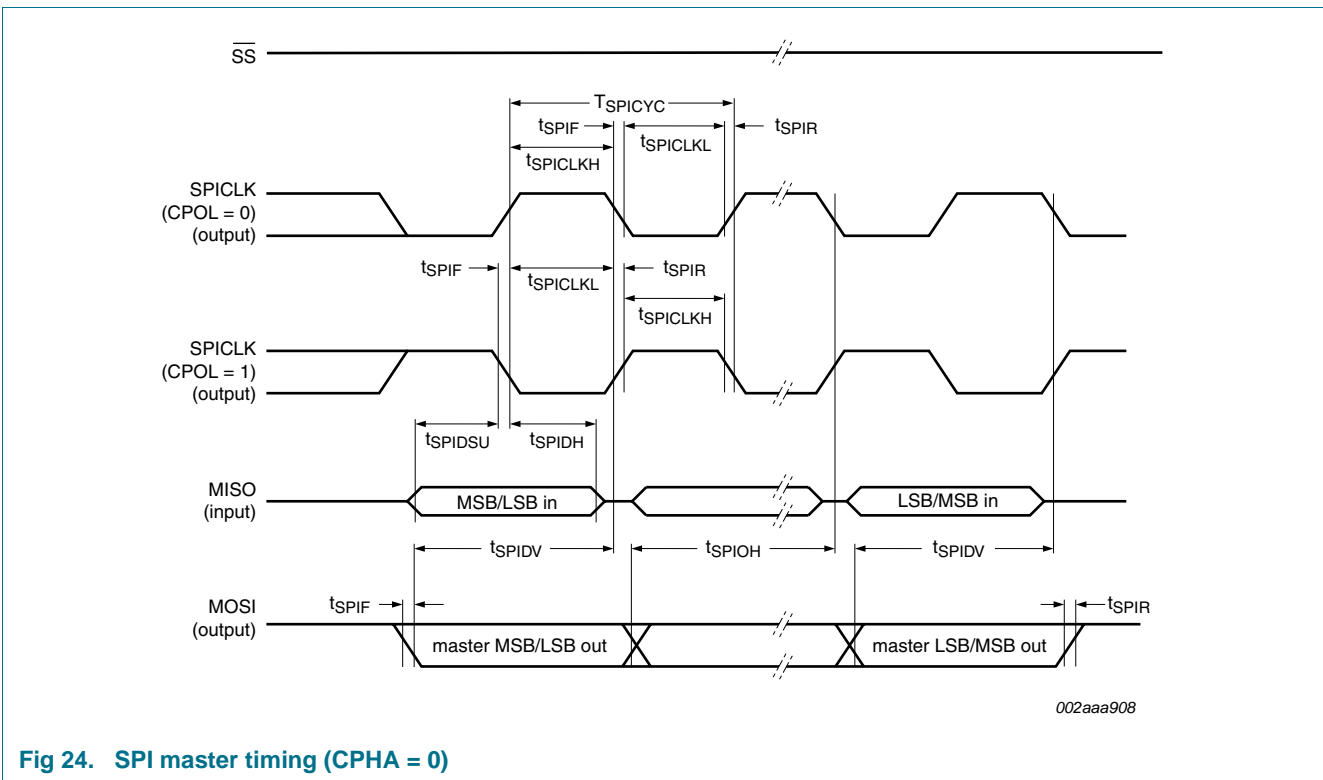 SS
TSPICYC
tSPIF
tSPICLKL
tSPIR
tSPICLKH
SPICLK
(CPOL = 0)
(output)
tSPIF
tSPICLKL
tSPIR
tSPICLKH
SPICLK
(CPOL = 1)
(output)
tSPIDSU
tSPIDH
MISO
(input)
MSB/LSB in
LSB/MSB in
tSPIDV
tSPIOH
tSPIDV
MOSI
(output)
tSPIF
tSPIR
master MSB/LSB out
master LSB/MSB out
002aaa908
Fig 24. SPI master timing (CPHA = 0)